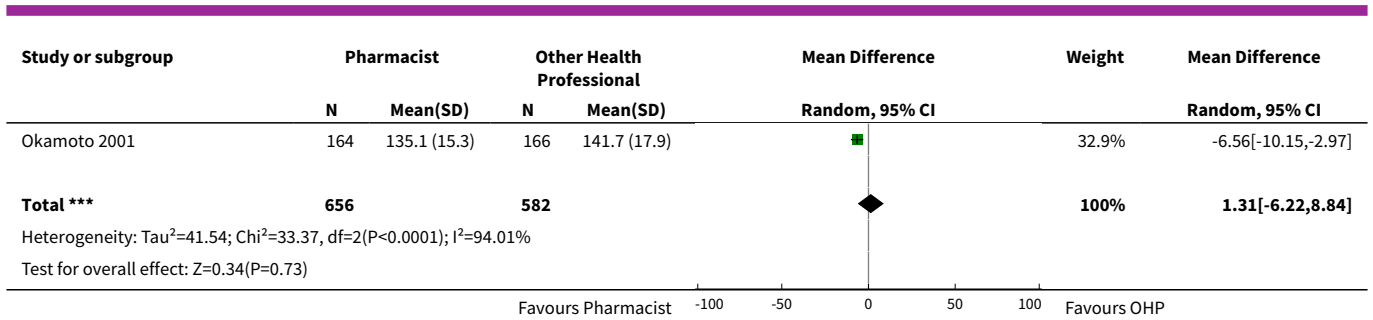 Study or subgroup Pharmacist Other Health Professional Mean Difference Weight Mean Difference
N Mean(SD) N Mean(SD) Random, 95% CI Random, 95% CI
Okamoto 2001 164 135.1 (15.3) 166 141.7 (17.9) 32.9% -6.56[-10.15,-2.97]
Total *** 656 582 100% 1.31[-6.22,8.84]
Heterogeneity: Tau²=41.54; Chi²=33.37, df=2(P<0.0001); I²=94.01%
Test for overall effect: Z=0.34(P=0.73)
Favours Pharmacist -100 -50 0 50 100 Favours OHP